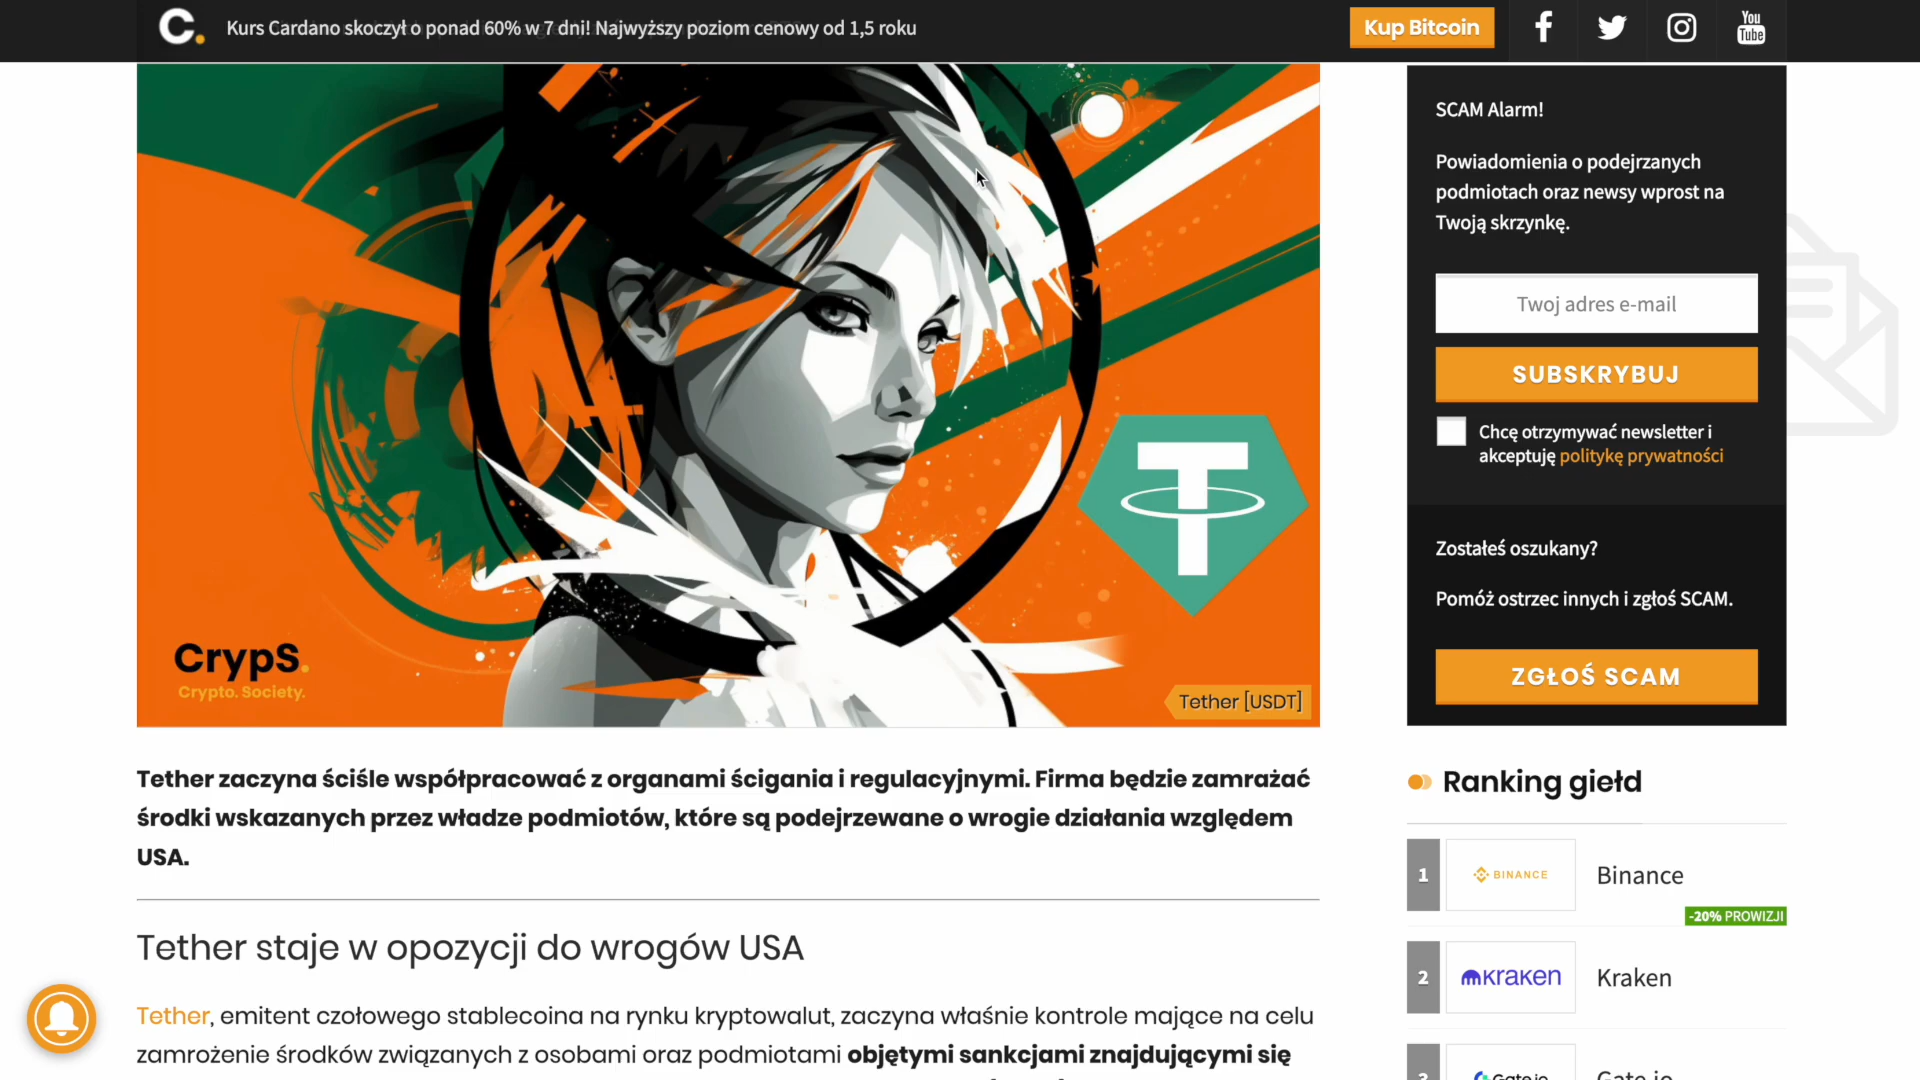 C. Kurs Cardano skoczył o ponad 60% w 7 dni! Najwyższy poziom cenowy od 1,5 roku
Kup Bitcoin
You
Tube
CrypS.
Crypto. Society.
Tether [USDT]
Tether zaczyna ściśle współpracować z organami ścigania i regulacyjnymi. Firma będzie zamrażać
środki wskazanych przez władze podmiotów, które są podejrzewane o wrogie działania względem
USA.
Tether staje w opozycji do wrogów USA
Tether, emitent czołowego stablecoina na rynku kryptowalut, zaczyna właśnie kontrole mające na celu
zamrożenie środków związanych z osobami oraz podmiotami objętymi sankcjami znajdującymi się
SCAM Alarm!
Powiadomienia o podejrzanych
podmiotach oraz newsy wprost na
Twoją skrzynkę.
Twoj adres e-mail
SUBSKRYBUJ
Chcę otrzymywać newsletter i
akceptuję politykę prywatności
Zostałeś oszukany?
Pomóż ostrzec innych i zgłoś SCAM.
ZGŁOŚ SCAM
Ranking giełd
1 BINANCE Binance
-20% PROWIZJI
2 kraken Kraken
3 Gate.io Gate.io